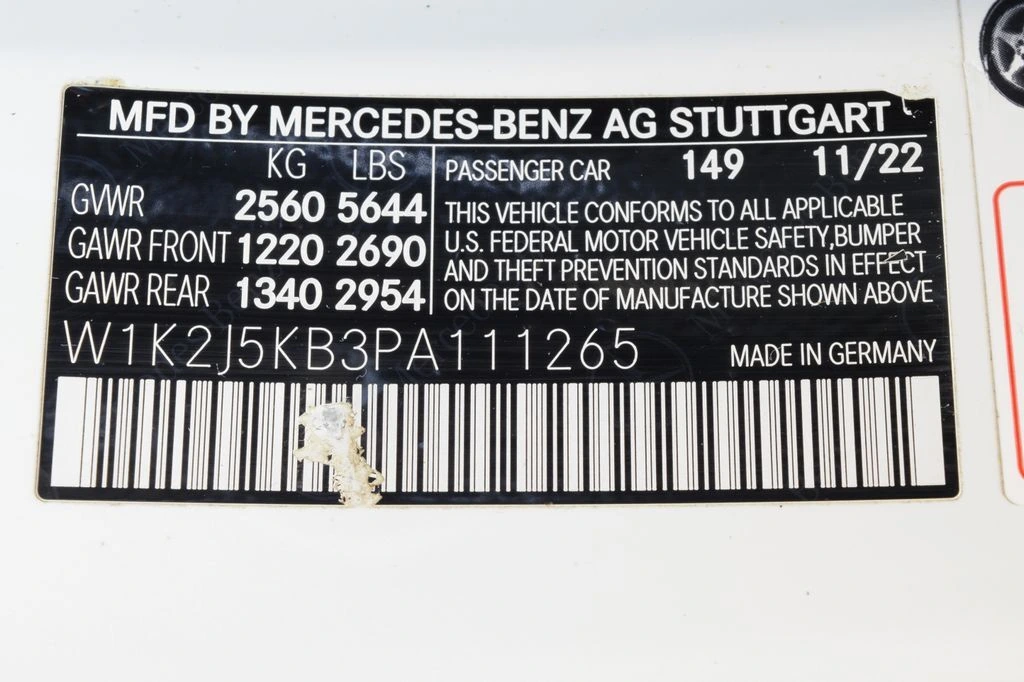 MFD BY MERCEDES-BENZ AG STUTTGART
KG LBS
GVWR 2560 5644
GAWR FRONT 1220 2690
GAWR REAR 1340 2954
PASSENGER CAR 149 11/22
THIS VEHICLE CONFORMS TO ALL APPLICABLE
U.S. FEDERAL MOTOR VEHICLE SAFETY,BUMPER
AND THEFT PREVENTION STANDARDS IN EFFECT
ON THE DATE OF MANUFACTURE SHOWN ABOVE
W1K2J5KB3PA111265
MADE IN GERMANY